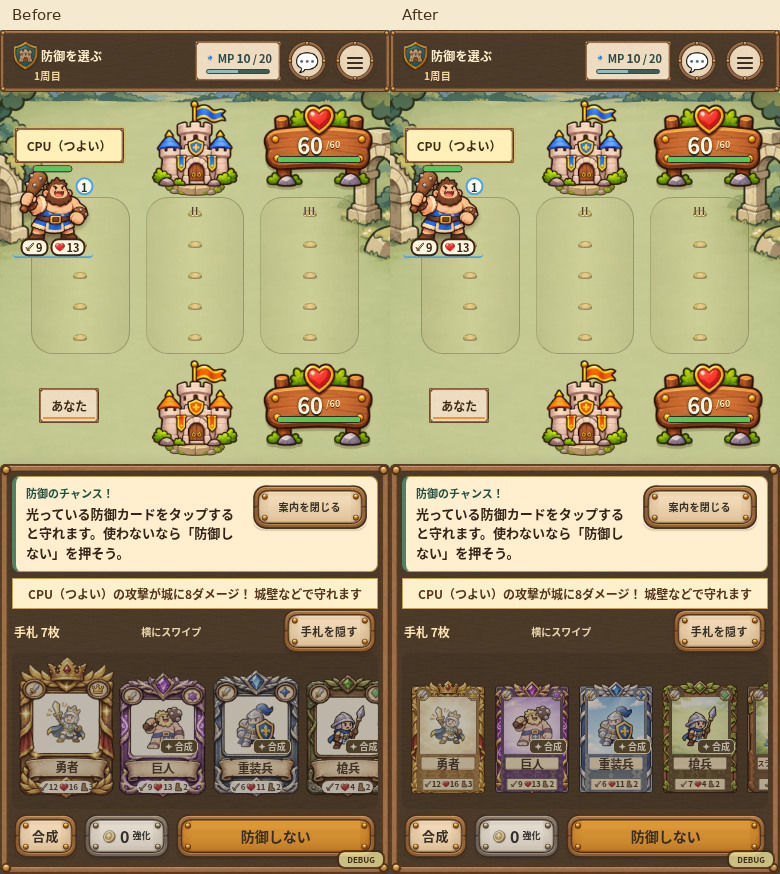 Before
防御を選ぶ
1周目
MP 10 / 20
CPU（つよい）
60 /60
1
9 13
II
III
あなた
60 /60
防御のチャンス！
光っている防御カードをタップする
と守れます。使わないなら「防御し
ない」を押そう。
案内を閉じる
CPU（つよい）の攻撃が城に8ダメージ！ 城壁などで守れます
手札 7枚
横にスワイプ
手札を隠す
合成
合成
合成
勇者
巨人
重装兵
槍兵
12 16 3
9 13 2
6 11 2
7 4 2
合成
0 強化
防御しない
DEBUG
After
防御を選ぶ
1周目
MP 10 / 20
CPU（つよい）
60 /60
1
9 13
II
III
あなた
60 /60
防御のチャンス！
光っている防御カードをタップする
と守れます。使わないなら「防御し
ない」を押そう。
案内を閉じる
CPU（つよい）の攻撃が城に8ダメージ！ 城壁などで守れます
手札 7枚
横にスワイプ
手札を隠す
合成
合成
合成
勇者
巨人
重装兵
槍兵
スラ
12 16 3
9 13 2
6 11 2
7 4 2
合成
0 強化
防御しない
DEBUG